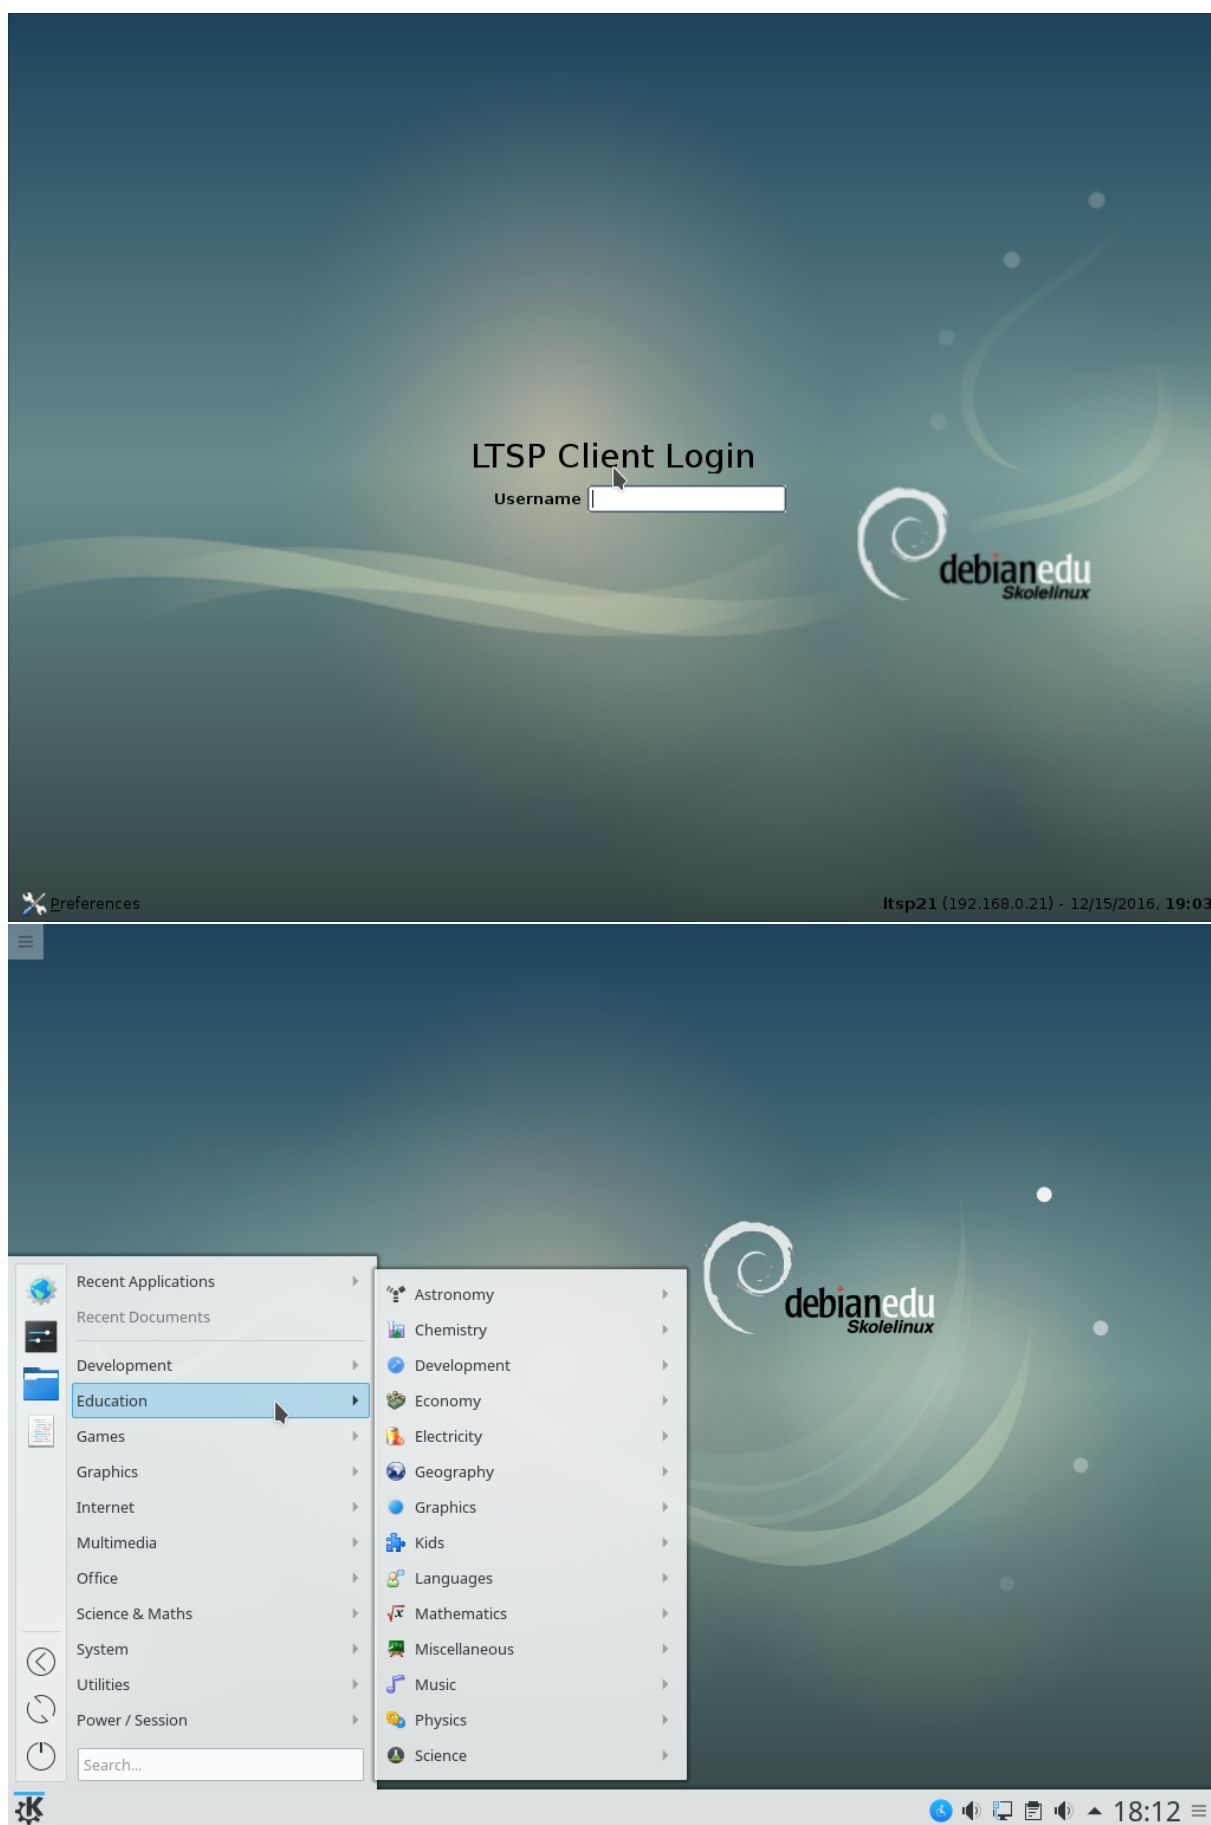 LTSP Client Login
Username
debianedu
Skolelinux
Preferences
ltsp21 (192.168.0.21) - 12/15/2016, 19:03
debianedu
Skolelinux
Recent Applications
Recent Documents
Development
Education
Games
Graphics
Internet
Multimedia
Office
Science & Maths
System
Utilities
Power / Session
Search...
Astronomy
Chemistry
Development
Economy
Electricity
Geography
Graphics
Kids
Languages
Mathematics
Miscellaneous
Music
Physics
Science
18:12